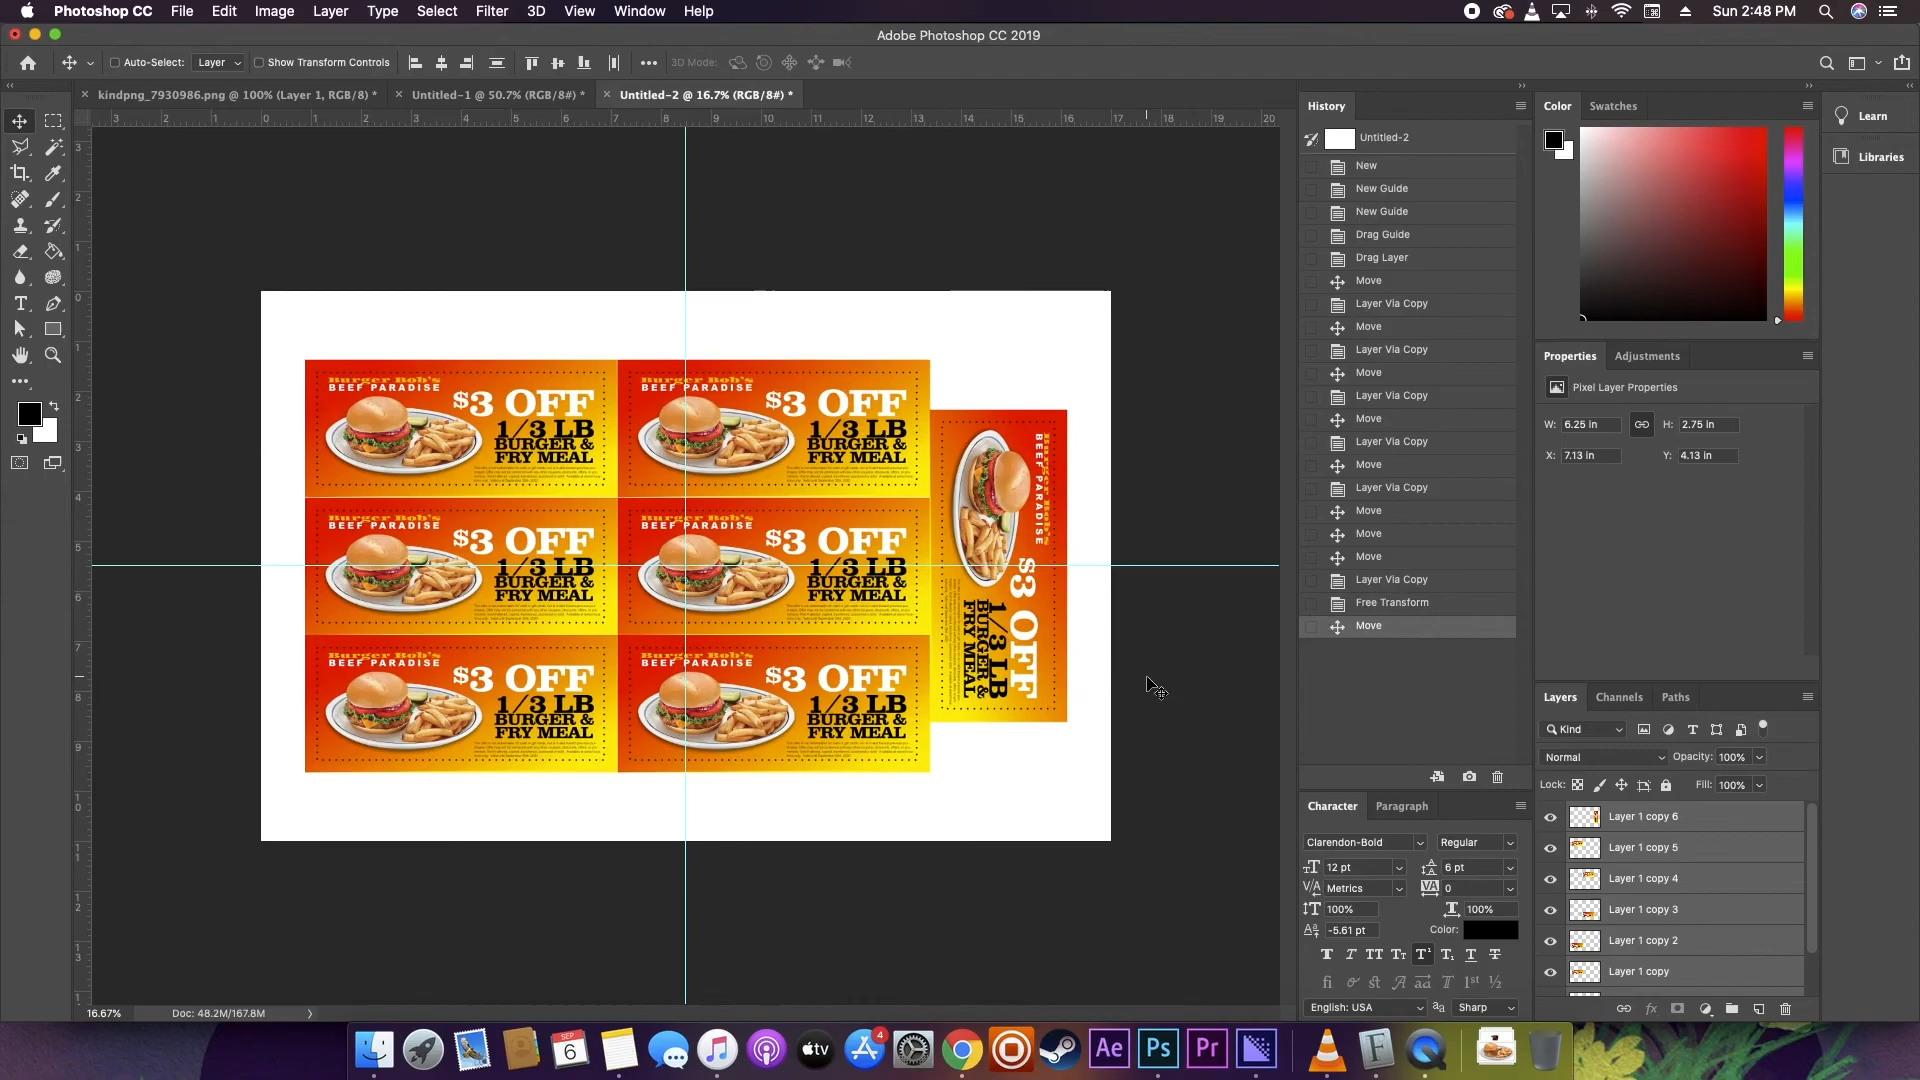 Photoshop CC File Edit Image Layer Type Select Filter 3D View Window Help
Sun 2:48 PM
Adobe Photoshop CC 2019
Auto-Select: Layer Show Transform Controls
3D Mode:
kindpng_7930986.png @ 100% (Layer 1, RGB/8) *
Untitled-1 @ 50.7% (RGB/8#) *
Untitled-2 @ 16.7% (RGB/8#) *
Burger Bob's
BEEF PARADISE
$3 OFF
1/3 LB
BURGER &
FRY MEAL
Burger Bob's
BEEF PARADISE
$3 OFF
1/3 LB
BURGER &
FRY MEAL
Burger Bob's
BEEF PARADISE
$3 OFF
1/3 LB
BURGER &
FRY MEAL
Burger Bob's
BEEF PARADISE
$3 OFF
1/3 LB
BURGER &
FRY MEAL
Burger Bob's
BEEF PARADISE
$3 OFF
1/3 LB
BURGER &
FRY MEAL
Burger Bob's
BEEF PARADISE
$3 OFF
1/3 LB
BURGER &
FRY MEAL
Burger Bob's
BEEF PARADISE
$3 OFF
1/3 LB
BURGER &
FRY MEAL
16.67%
Doc: 48.2M/167.8M
History
Untitled-2
New
New Guide
New Guide
Drag Guide
Drag Layer
Move
Layer Via Copy
Move
Layer Via Copy
Move
Layer Via Copy
Move
Layer Via Copy
Move
Layer Via Copy
Move
Move
Move
Layer Via Copy
Free Transform
Move
Character Paragraph
Clarendon-Bold Regular
12 pt 6 pt
Metrics 0
100% 100%
-5.61 pt Color:
English: USA Sharp
Color Swatches
Learn
Libraries
Properties Adjustments
Pixel Layer Properties
W: 6.25 in H: 2.75 in
X: 7.13 in Y: 4.13 in
Layers Channels Paths
Kind
Normal Opacity: 100%
Lock: Fill: 100%
Layer 1 copy 6
Layer 1 copy 5
Layer 1 copy 4
Layer 1 copy 3
Layer 1 copy 2
Layer 1 copy
SEP
6
tv
4
Ae
Ps
Pr